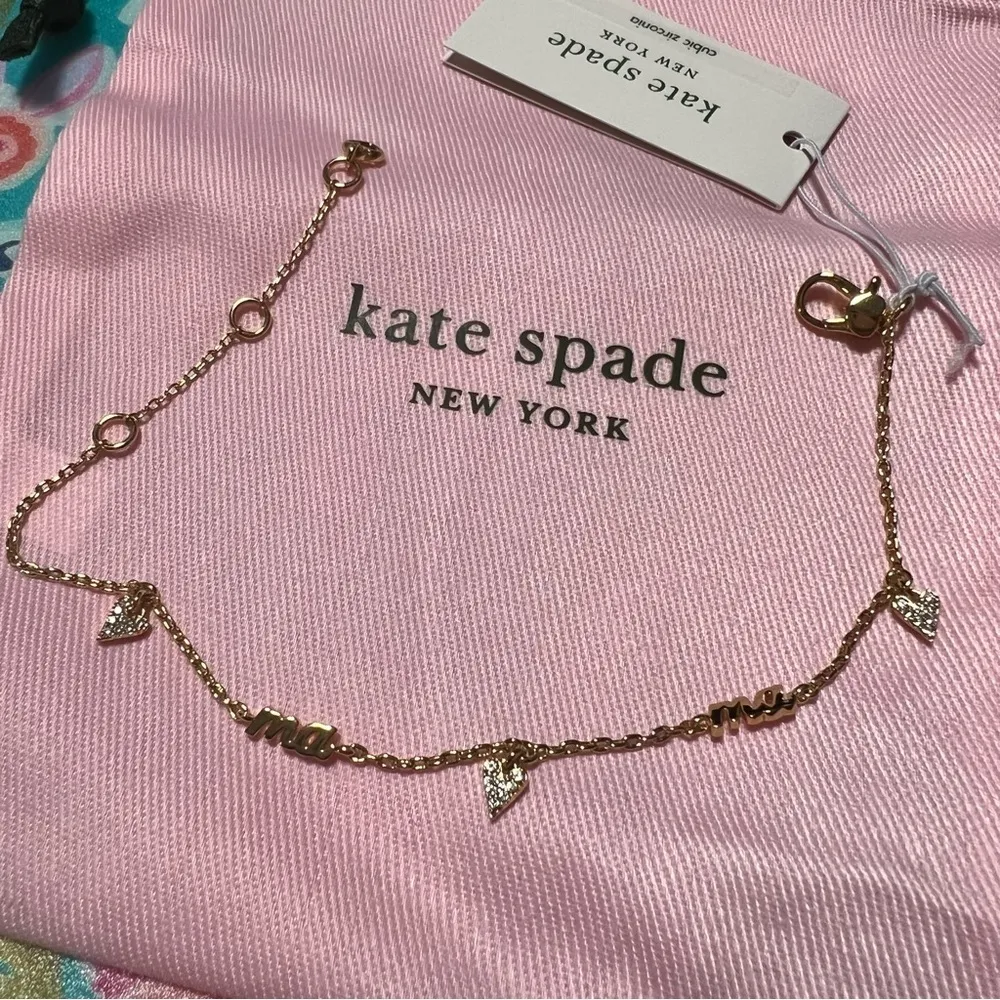 kate spade
NEW YORK
cubic zirconia
kate spade
NEW YORK
ma
ma